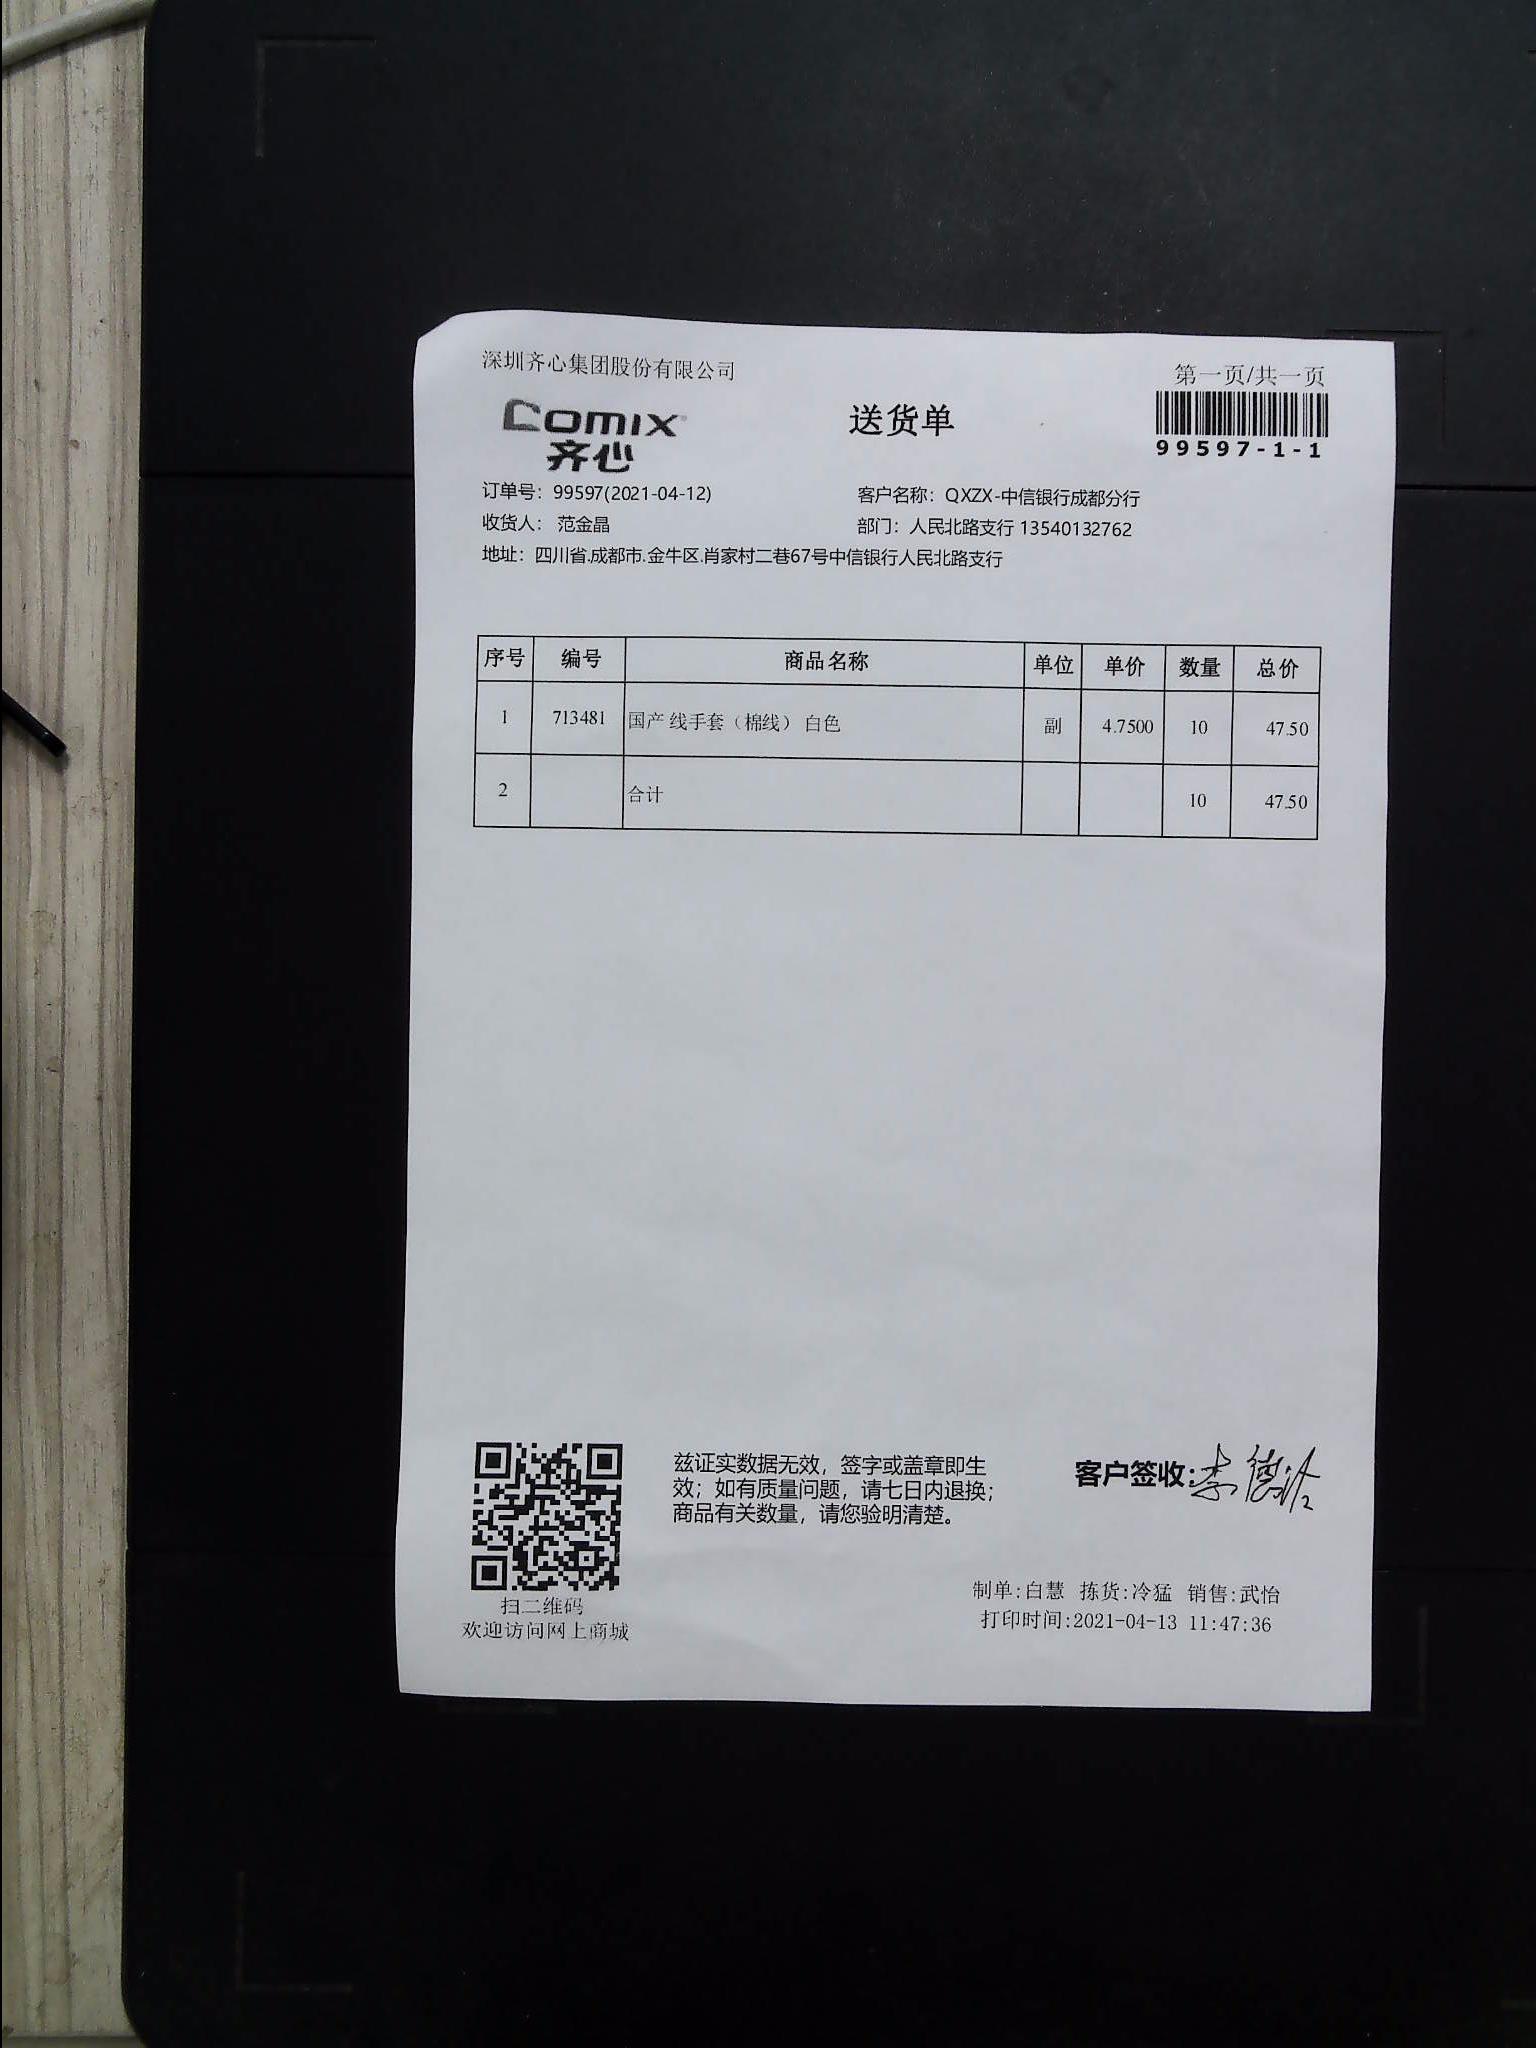 深圳齐心集团股份有限公司
第一页/共一页
comix
齐心
送货单
99597-1-1
订单号：99597(2021-04-12)
客户名称：QXZX-中信银行成都分行
收货人：范金晶
部门：人民北路支行 13540132762
地址：四川省.成都市.金牛区.肖家村二巷67号中信银行人民北路支行
序号 编号 商品名称 单位 单价 数量 总价
1 713481 国产 线手套（棉线） 白色 副 4.7500 10 47.50
2 合计 10 47.50
兹证实数据无效，签字或盖章即生
效；如有质量问题，请七日内退换；
商品有关数量，请您验明清楚。
客户签收：李德
扫二维码
欢迎访问网上商城
制单:白慧 拣货:冷猛 销售:武怡
打印时间:2021-04-13 11:47:36